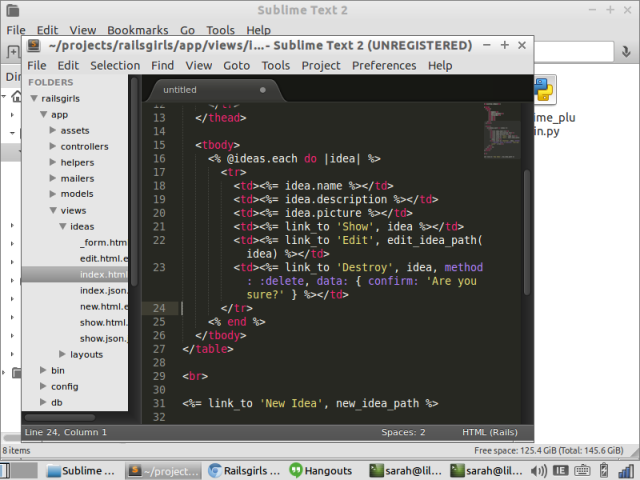 Sublime Text 2
File Edit View Bookmarks Go Tools Help
~/projects/railsgirls/app/views/i...- Sublime Text 2 (UNREGISTERED)
File Edit Selection Find View Goto Tools Project Preferences Help
FOLDERS
railsgirls
app
assets
controllers
helpers
mailers
models
views
ideas
_form.htm
edit.html.e
index.html
index.json
new.html.e
show.html.
show.json.j
layouts
bin
config
db
untitled
12 </tr>
13 </thead>
14
15 <tbody>
16 <% @ideas.each do |idea| %>
17 <tr>
18 <td><%= idea.name %></td>
19 <td><%= idea.description %></td>
20 <td><%= idea.picture %></td>
21 <td><%= link_to 'Show', idea %></td>
22 <td><%= link_to 'Edit', edit_idea_path(
idea) %></td>
23 <td><%= link_to 'Destroy', idea, method
: :delete, data: { confirm: 'Are you
sure?' } %></td>
24 </tr>
25 <% end %>
26 </tbody>
27 </table>
28
29 <br>
30
31 <%= link_to 'New Idea', new_idea_path %>
32
Line 24, Column 1 Spaces: 2 HTML (Rails)
ime_plu
in.py
8 items Free space: 125.4 GiB (Total: 145.6 GiB)
Sublime ... ~/project... Railsgirls ... Hangouts sarah@lil... sarah@lil... IE